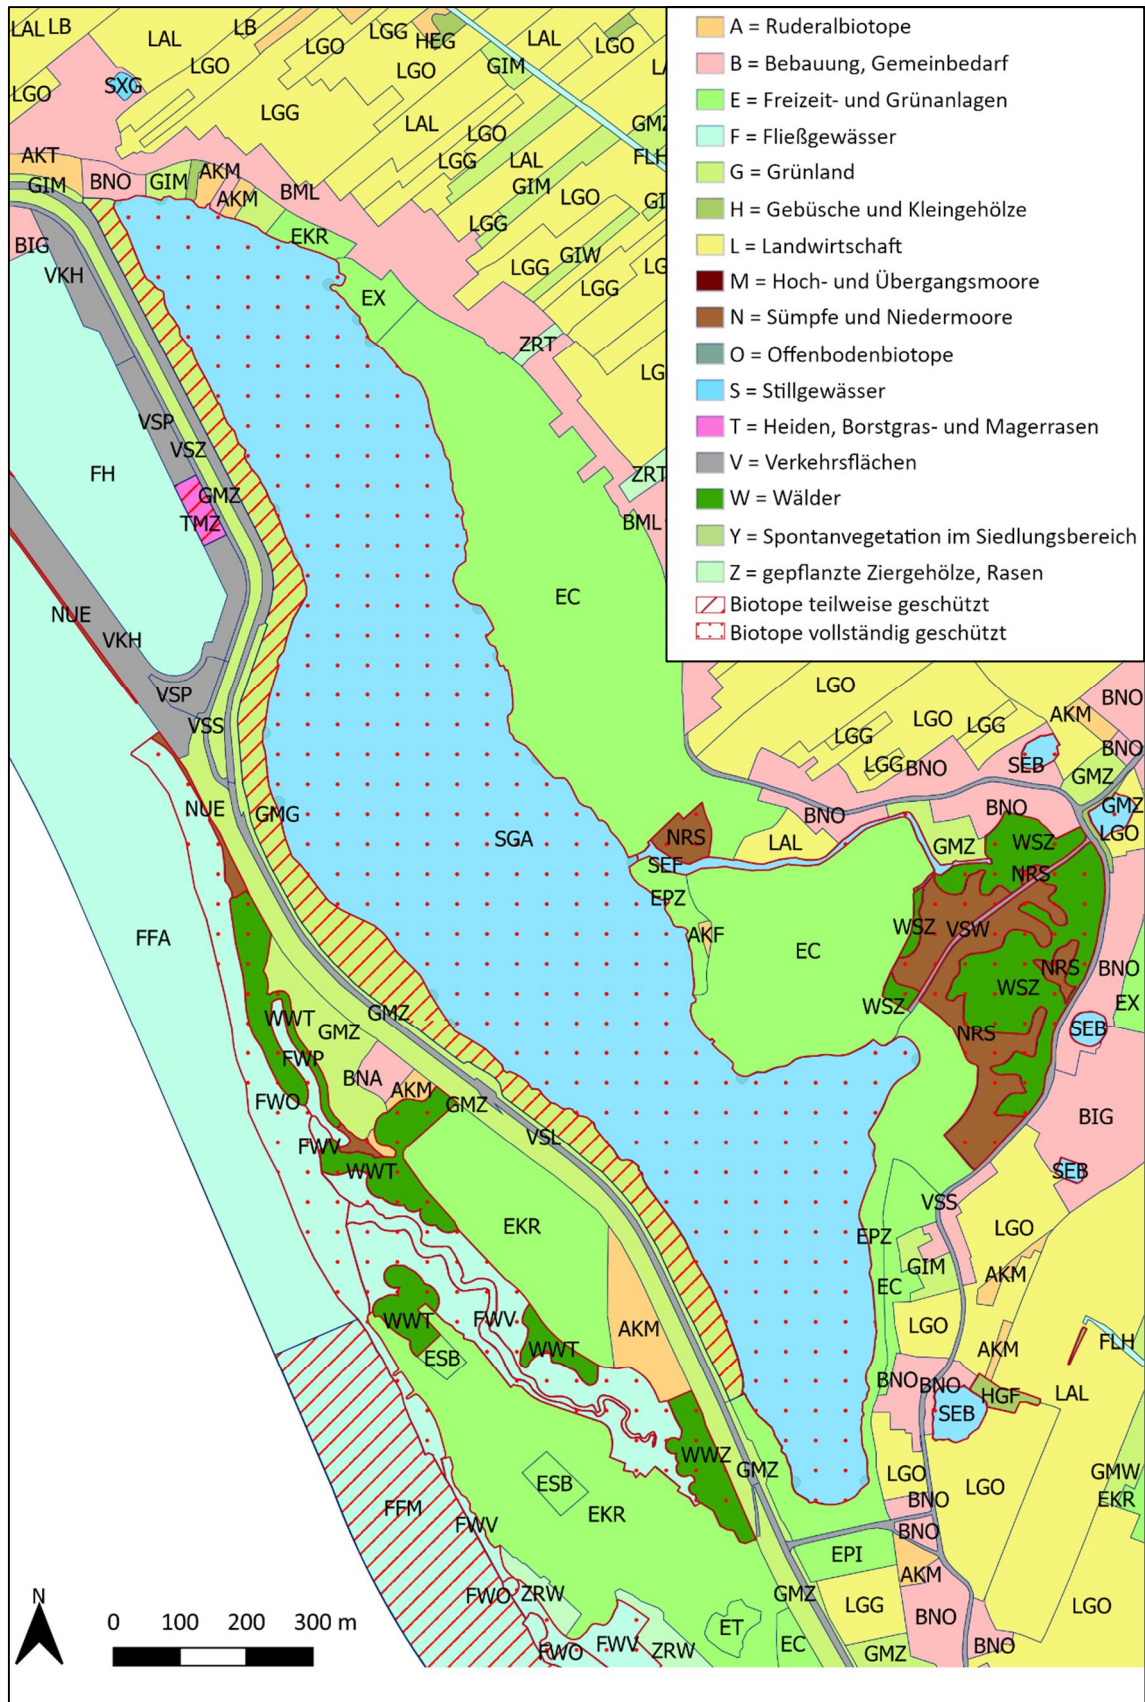 A = Ruderalbiotope
B = Bebauung, Gemeinbedarf
E = Freizeit- und Grünanlagen
F = Fließgewässer
G = Grünland
H = Gebüsche und Kleingehölze
L = Landwirtschaft
M = Hoch- und Übergangsmoore
N = Sümpfe und Niedermoore
O = Offenbodenbiotope
S = Stillgewässer
T = Heiden, Borstgras- und Magerrasen
V = Verkehrsflächen
W = Wälder
Y = Spontanvegetation im Siedlungsbereich
Z = gepflanzte Ziergehölze, Rasen
Biotope teilweise geschützt
Biotope vollständig geschützt
LAL LB LAL LB LGO LGG HEG LAL LGO
LGO SXG LGO LGO GIM
LGG LAL LGO GMZ
AKT LGG LAL FLH
GIM BNO GIM AKM AKM BML GIM LGO
BIG EKR LGG
VKH EX LGG GIW LGG
ZRT
VSP VSZ
FH GMZ ZRT
TMZ BML
NUE VKH EC
VSP LGO BNO
VSS LGO LGG AKM
LGG LGG BNO SEB BNO
NUE GMG BNO BNO GMZ GMZ
SGA NRS LAL GMZ WSZ LGO
SEF NRS
EPZ
FFA AKF EC WSZ VSW
WSZ NRS BNO
WWT GMZ GMZ WSZ EX
FWP NRS SEB
FWO BNA AKM GMZ
FWV VSL BIG
WWT SEB
EKR VSS LGO
EPZ
GIM AKM
EC
WWT FWV AKM LGO
ESB WWT AKM FLH
BNO BNO HGF LAL
SEB
WWZ GMZ
ESB LGO LGO GMW
FFM EKR BNO EKR
FWV BNO
EPI
AKM
FWO ZRW GMZ LGG LGO
ET BNO
FWO FWV ZRW EC GMZ BNO
N
0 100 200 300 m